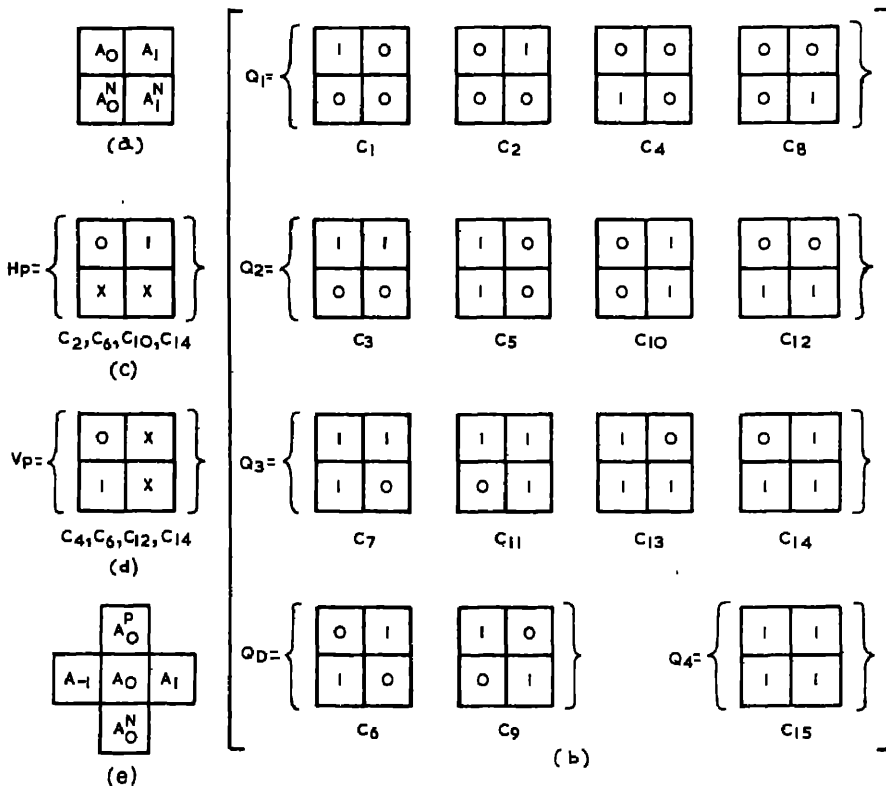 A0 A1
A0^N A1^N
(a)
Q1= { 1 0 0 1 0 0 0 0 }
0 0 0 0 1 0 0 1
C1 C2 C4 C8
Hp= { 0 1 }
X X
C2, C6, C10, C14
(c)
Q2= { 1 1 1 0 0 1 0 0 }
0 0 1 0 0 1 1 1
C3 C5 C10 C12
Vp= { 0 X }
1 X
C4, C6, C12, C14
(d)
Q3= { 1 1 1 1 1 0 0 1 }
1 0 0 1 1 1 1 1
C7 C11 C13 C14
A0^P
A-1 A0 A1
A0^N
(e)
QD= { 0 1 1 0 }
1 0 0 1
C6 C9
Q4= { 1 1 }
1 1
C15
(b)